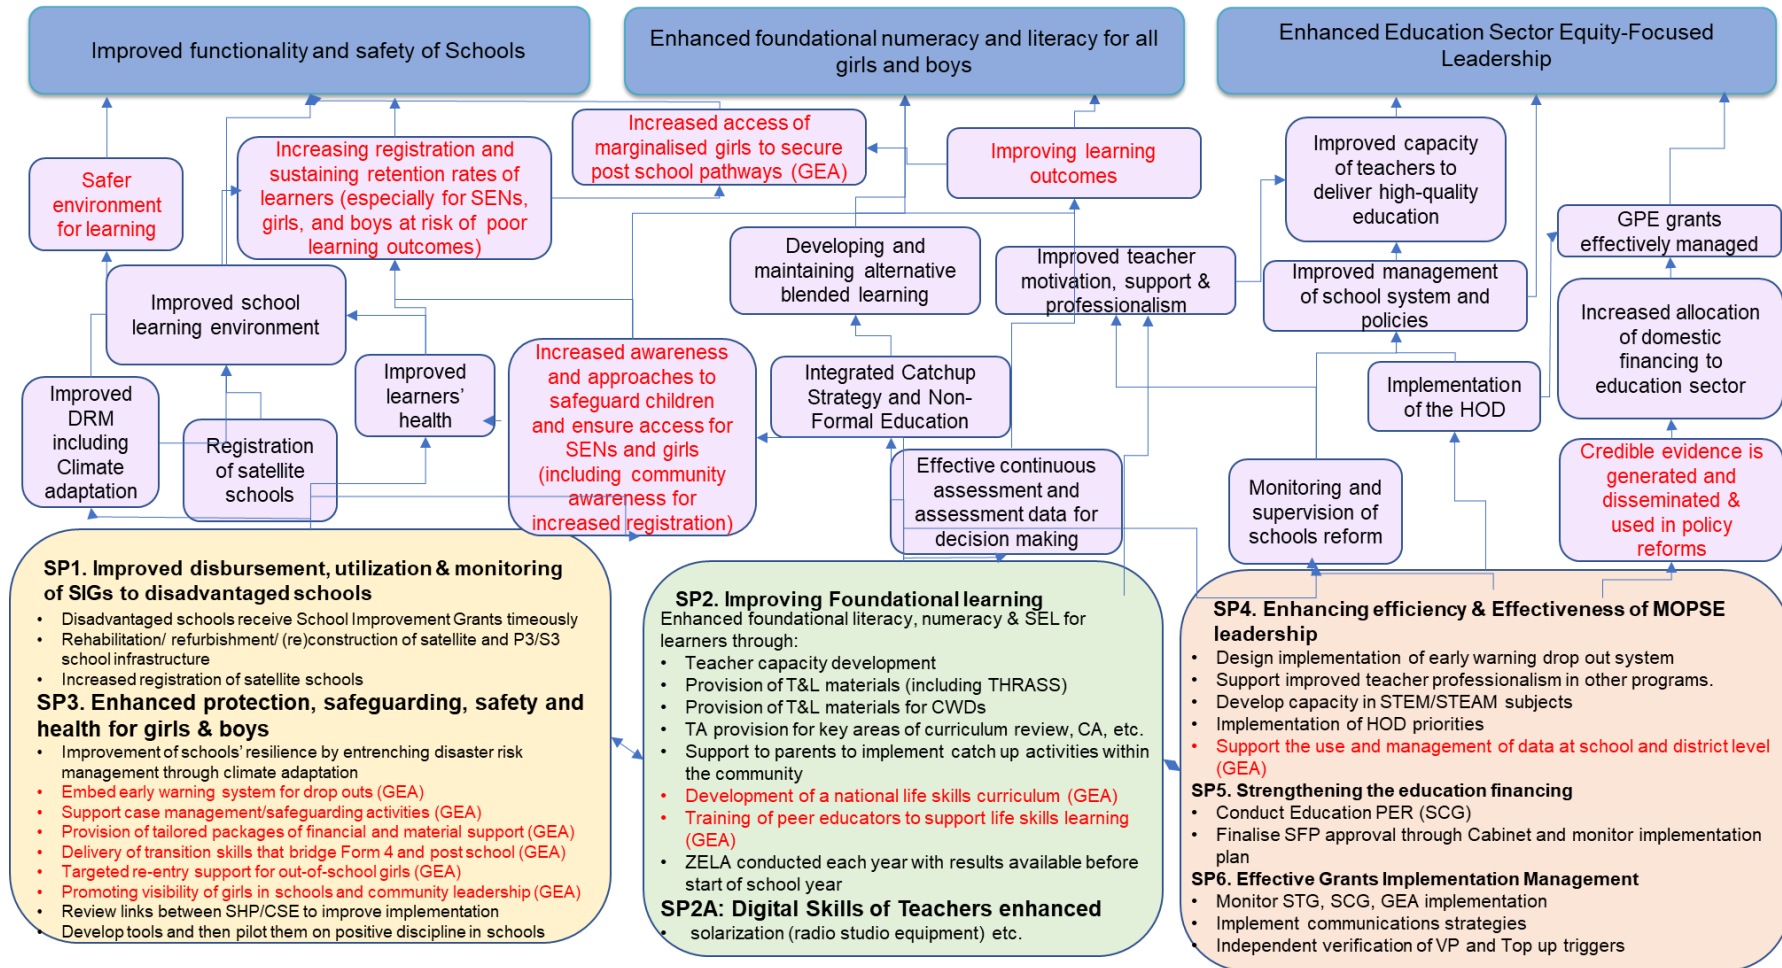 Improved functionality and safety of Schools
Enhanced foundational numeracy and literacy for all
girls and boys
Enhanced Education Sector Equity-Focused
Leadership
Safer
environment
for learning
Increasing registration and
sustaining retention rates of
learners (especially for SENs,
girls, and boys at risk of poor
learning outcomes)
Increased access of
marginalised girls to secure
post school pathways (GEA)
Improving learning
outcomes
Improved capacity
of teachers to
deliver high-quality
education
GPE grants
effectively managed
Improved school
learning environment
Developing and
maintaining alternative
blended learning
Improved teacher
motivation, support &
professionalism
Improved management
of school system and
policies
Increased allocation
of domestic
financing to
education sector
Improved
DRM
including
Climate
adaptation
Registration
of satellite
schools
Improved
learners'
health
Increased awareness
and approaches to
safeguard children
and ensure access for
SENs and girls
(including community
awareness for
increased registration)
Integrated Catchup
Strategy and Non-
Formal Education
Effective continuous
assessment and
assessment data for
decision making
Implementation
of the HOD
Monitoring and
supervision of
schools reform
Credible evidence is
generated and
disseminated &
used in policy
reforms
SP1. Improved disbursement, utilization & monitoring
of SIGs to disadvantaged schools
• Disadvantaged schools receive School Improvement Grants timeously
• Rehabilitation/ refurbishment/ (re)construction of satellite and P3/S3
school infrastructure
• Increased registration of satellite schools
SP3. Enhanced protection, safeguarding, safety and
health for girls & boys
• Improvement of schools' resilience by entrenching disaster risk
management through climate adaptation
• Embed early warning system for drop outs (GEA)
• Support case management/safeguarding activities (GEA)
• Provision of tailored packages of financial and material support (GEA)
• Delivery of transition skills that bridge Form 4 and post school (GEA)
• Targeted re-entry support for out-of-school girls (GEA)
• Promoting visibility of girls in schools and community leadership (GEA)
• Review links between SHP/CSE to improve implementation
• Develop tools and then pilot them on positive discipline in schools
SP2. Improving Foundational learning
Enhanced foundational literacy, numeracy & SEL for
learners through:
• Teacher capacity development
• Provision of T&L materials (including THRASS)
• Provision of T&L materials for CWDs
• TA provision for key areas of curriculum review, CA, etc.
• Support to parents to implement catch up activities within
the community
• Development of a national life skills curriculum (GEA)
• Training of peer educators to support life skills learning
(GEA)
• ZELA conducted each year with results available before
start of school year
SP2A: Digital Skills of Teachers enhanced
• solarization (radio studio equipment) etc.
SP4. Enhancing efficiency & Effectiveness of MOPSE
leadership
• Design implementation of early warning drop out system
• Support improved teacher professionalism in other programs.
• Develop capacity in STEM/STEAM subjects
• Implementation of HOD priorities
• Support the use and management of data at school and district level
(GEA)
SP5. Strengthening the education financing
• Conduct Education PER (SCG)
• Finalise SFP approval through Cabinet and monitor implementation
plan
SP6. Effective Grants Implementation Management
• Monitor STG, SCG, GEA implementation
• Implement communications strategies
• Independent verification of VP and Top up triggers